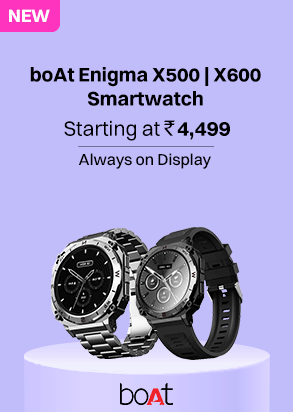 NEW
boAt Enigma X500 | X600
Smartwatch
Starting at ₹ 4,499
Always on Display
boAt